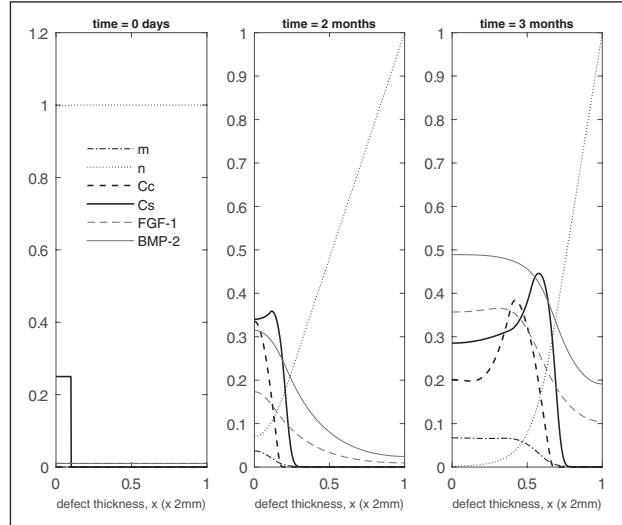 time = 0 days
1.2
1
0.8
0.6
0.4
0.2
0
m
n
Cc
Cs
FGF-1
BMP-2
0 0.5 1
defect thickness, x (x 2mm)
time = 2 months
1
0.9
0.8
0.7
0.6
0.5
0.4
0.3
0.2
0.1
0
0 0.5 1
defect thickness, x (x 2mm)
time = 3 months
1
0.9
0.8
0.7
0.6
0.5
0.4
0.3
0.2
0.1
0
0 0.5 1
defect thickness, x (x 2mm)